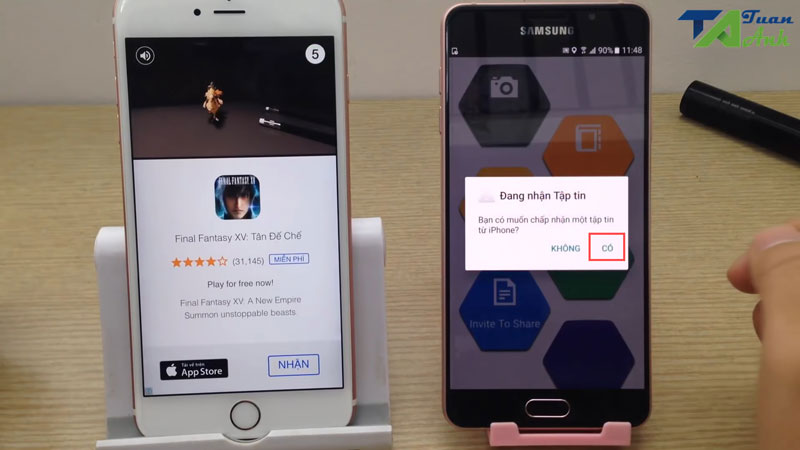 Tuan
TA Anh
5
FINAL FANTASY XV
Final Fantasy XV: Tân Đế Chế
(31,145) MIỄN PHÍ
Play for free now!
Final Fantasy XV: A New Empire
Summon unstoppable beasts.
Tải về trên
App Store
NHẬN
SAMSUNG
90% 11:48
Đang nhận Tập tin
Bạn có muốn chấp nhận một tập tin
từ iPhone?
KHÔNG CÓ
Invite To Share